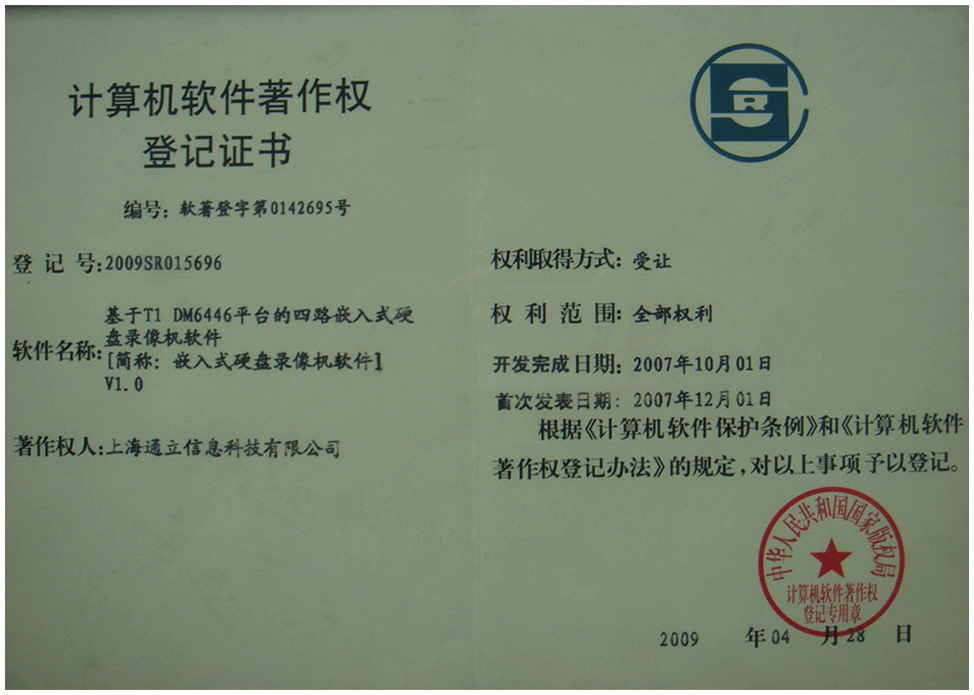 计算机软件著作权
登记证书
编号: 软著登字第0142695号
登 记 号:2009SR015696
软件名称:
基于T1 DM6446平台的四路嵌入式硬
盘录像机软件
[简称: 嵌入式硬盘录像机软件]
V1.0
著作权人:上海通立信息科技有限公司
SR
权利取得方式: 受让
权 利 范 围: 全部权利
开发完成日期: 2007年10月01日
首次发表日期: 2007年12月01日
根据《计算机软件保护条例》和《计算机软件
著作权登记办法》的规定,对以上事项予以登记。
中华人民共和国国家版权局
计算机软件著作权
登记专用章
2009 年 04 月 28 日